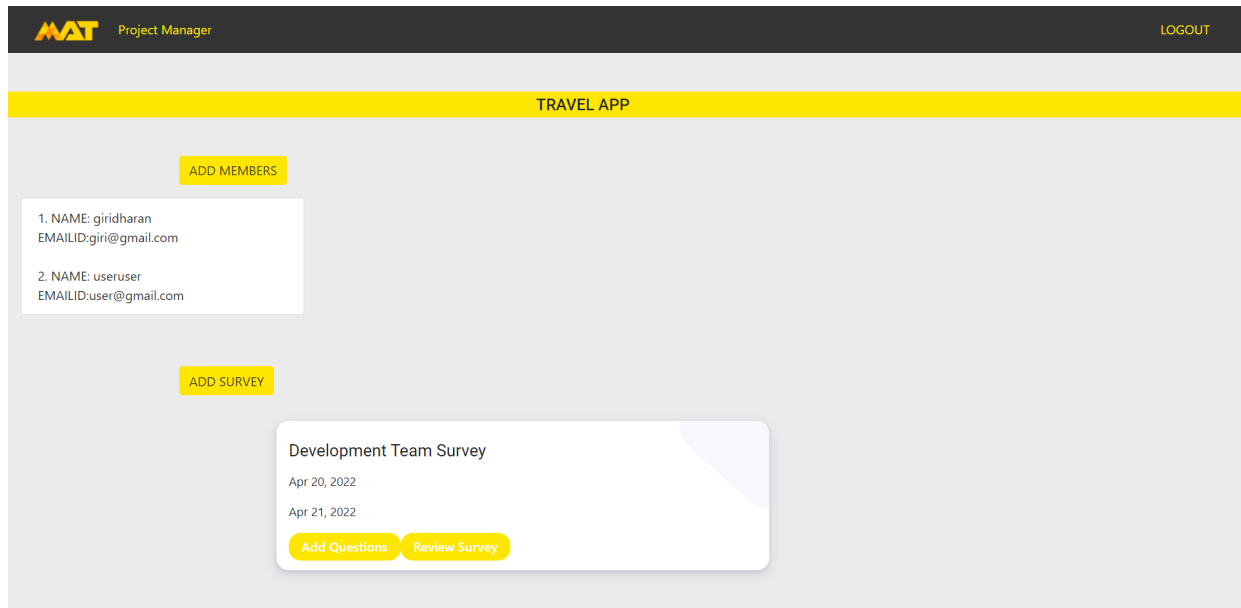 MAT Project Manager LOGOUT
TRAVEL APP
ADD MEMBERS
1. NAME: giridharan
EMAILID:giri@gmail.com
2. NAME: useruser
EMAILID:user@gmail.com
ADD SURVEY
Development Team Survey
Apr 20, 2022
Apr 21, 2022
Add Questions Review Survey